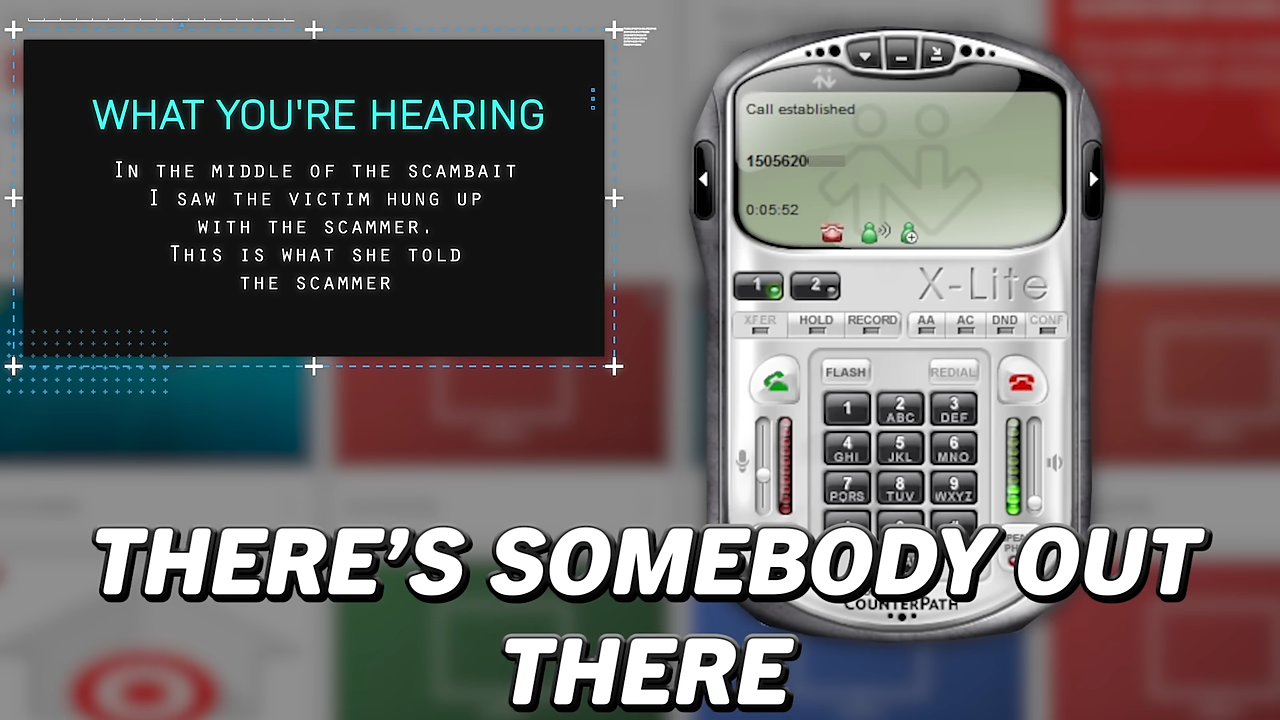 WHAT YOU'RE HEARING
IN THE MIDDLE OF THE SCAMBAIT
I SAW THE VICTIM HUNG UP
WITH THE SCAMMER.
THIS IS WHAT SHE TOLD
THE SCAMMER
Call established
1505620
0:05:52
X-Lite
1 2
XFER HOLD RECORD AA AC DND CONF
FLASH REDIAL
1 2 ABC 3 DEF
4 GHI 5 JKL 6 MNO
7 PQRS 8 TUV 9 WXYZ
THERE'S SOMEBODY OUT
COUNTERPATH
THERE